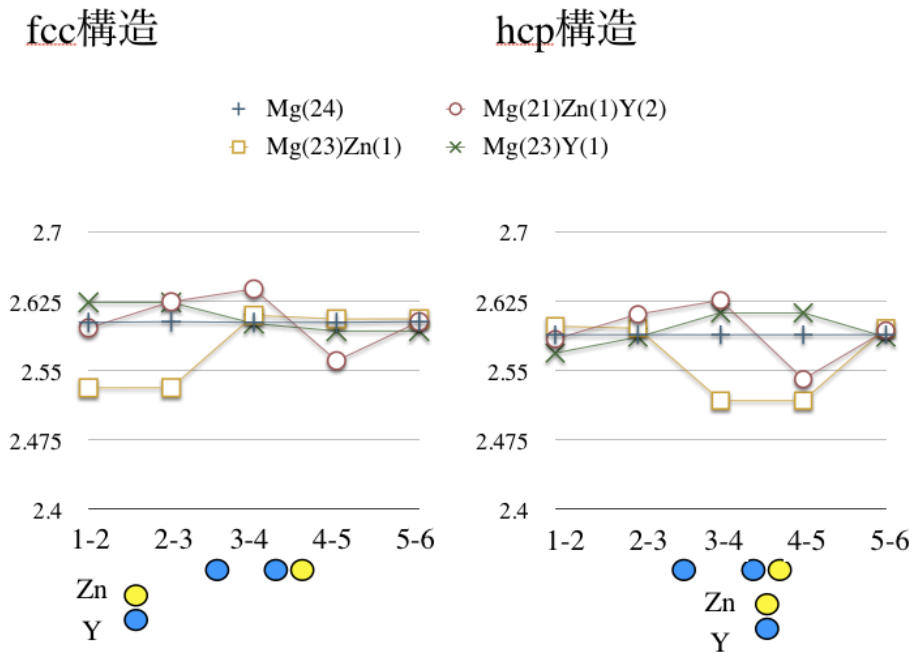 fcc構造 hcp構造
Mg(24) Mg(21)Zn(1)Y(2)
Mg(23)Zn(1) Mg(23)Y(1)
2.7
2.625
2.55
2.475
2.4
1-2 2-3 3-4 4-5 5-6
Zn
Y
2.7
2.625
2.55
2.475
2.4
1-2 2-3 3-4 4-5 5-6
Zn
Y